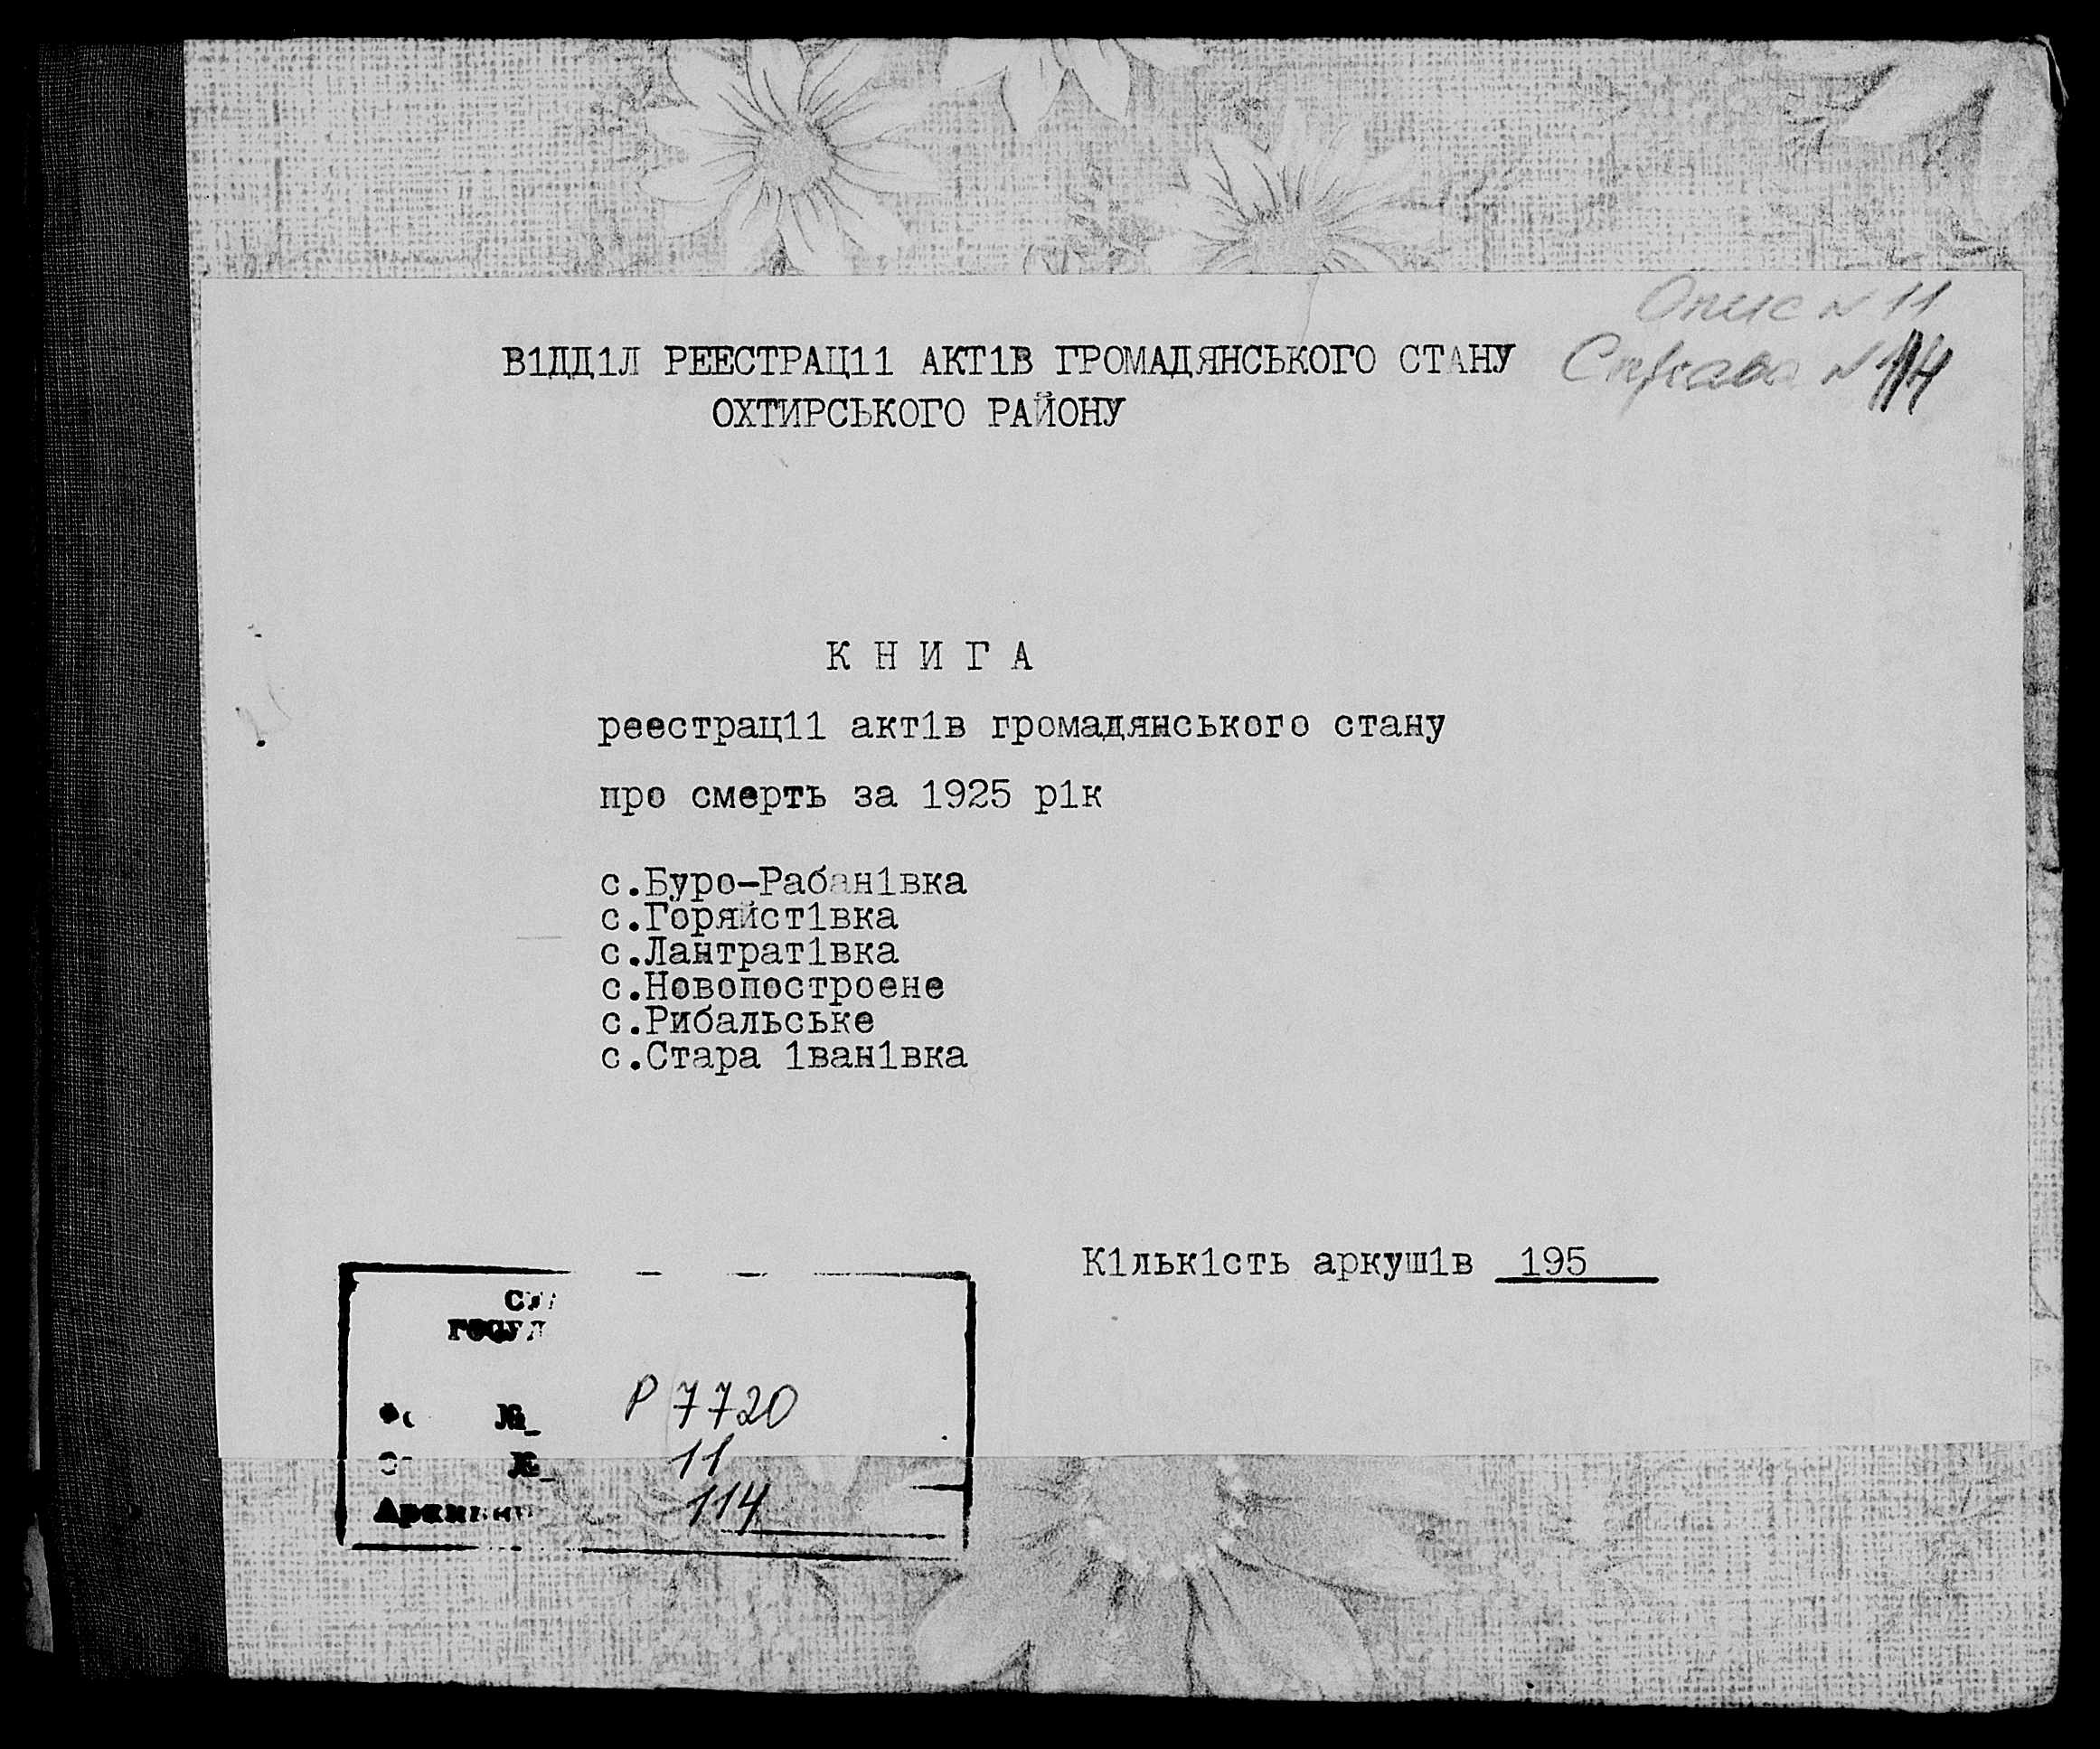 Опис N 11
Справа N 114
В1ДД1Л РЕЕСТРАЦ11 АКТ1В ГРОМАДЯНСЬКОГО СТАНУ
ОХТИРСЬКОГО РАЙОНУ
К Н И Г А
реестрац11 акт1в громадянського стану
про смерть за 1925 р1к
с.Буро-Рабан1вка
с.Горяйст1вка
с.Лантрат1вка
с.Новопостроене
с.Рибальське
с.Стара 1ван1вка
К1льк1сть аркуш1в 195
№ Р 7720
№ 11
114